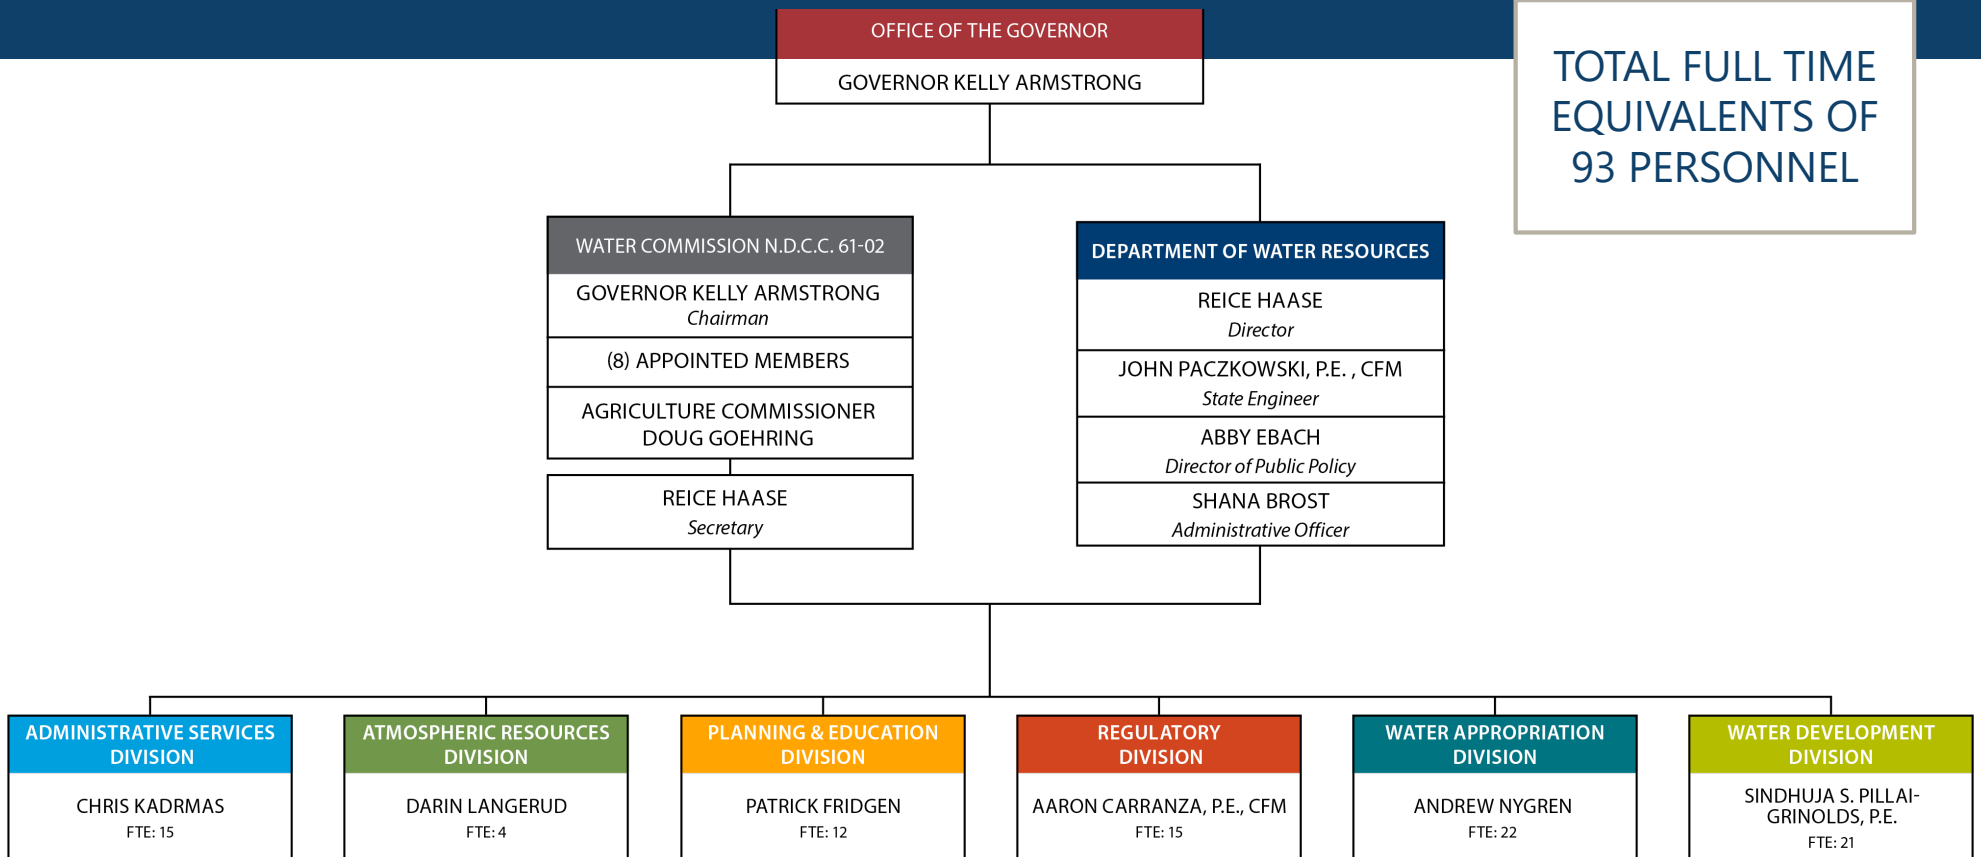 OFFICE OF THE GOVERNOR
GOVERNOR KELLY ARMSTRONG
TOTAL FULL TIME
EQUIVALENTS OF
93 PERSONNEL
WATER COMMISSION N.D.C.C. 61-02
GOVERNOR KELLY ARMSTRONG
Chairman
(8) APPOINTED MEMBERS
AGRICULTURE COMMISSIONER
DOUG GOEHRING
REICE HAASE
Secretary
DEPARTMENT OF WATER RESOURCES
REICE HAASE
Director
JOHN PACZKOWSKI, P.E. , CFM
State Engineer
ABBY EBACH
Director of Public Policy
SHANA BROST
Administrative Officer
ADMINISTRATIVE SERVICES
DIVISION
CHRIS KADRMAS
FTE: 15
ATMOSPHERIC RESOURCES
DIVISION
DARIN LANGERUD
FTE: 4
PLANNING & EDUCATION
DIVISION
PATRICK FRIDGEN
FTE: 12
REGULATORY
DIVISION
AARON CARRANZA, P.E., CFM
FTE: 15
WATER APPROPRIATION
DIVISION
ANDREW NYGREN
FTE: 22
WATER DEVELOPMENT
DIVISION
SINDHUJA S. PILLAI-
GRINOLDS, P.E.
FTE: 21